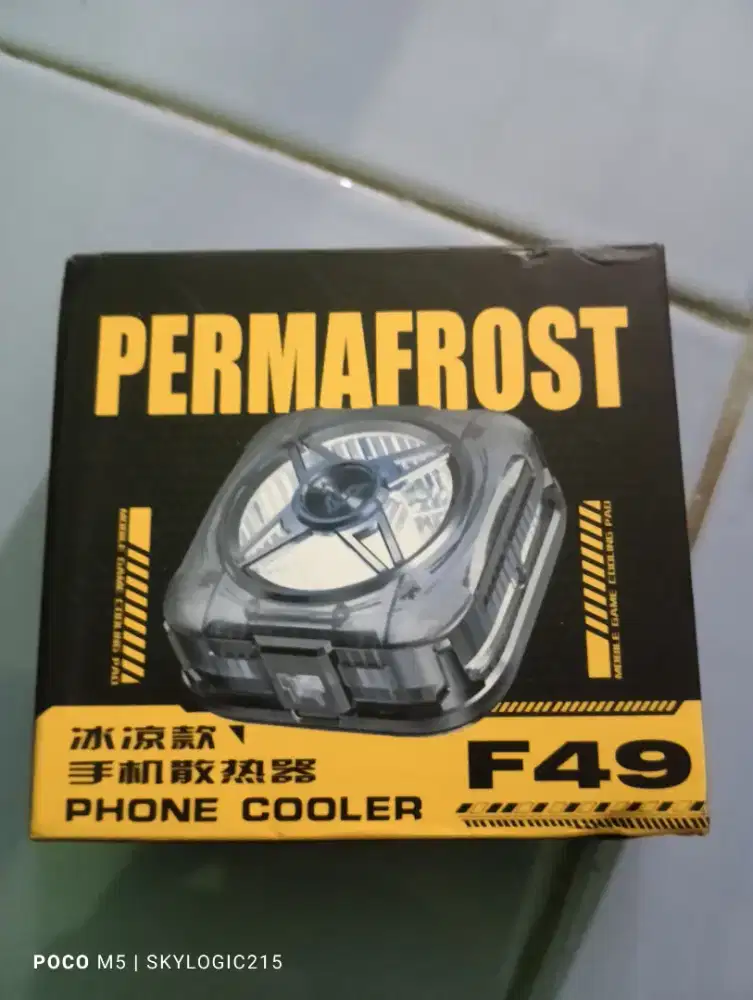 PERMAFROST
MOBILE GAME COOLING PAD
MOBILE GAME COOLING PAD
冰凉款
手机散热器
PHONE COOLER
F49
POCO M5 | SKYLOGIC215